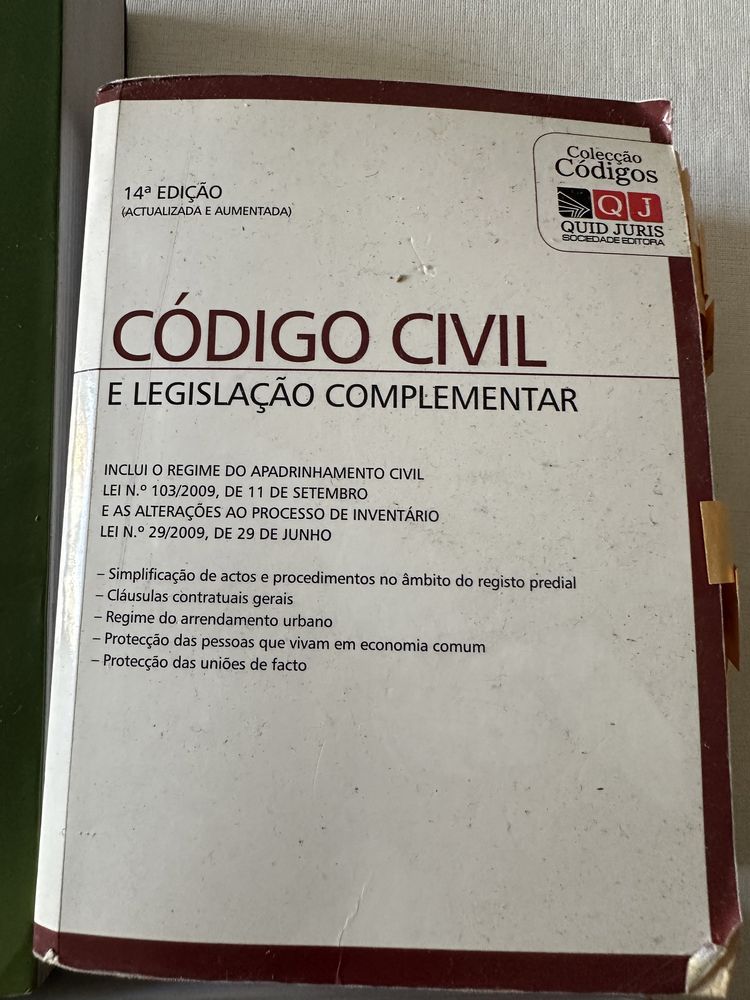 Colecção
Códigos
QJ
QUID JURIS
SOCIEDADE EDITORA
14ª EDIÇÃO
(ACTUALIZADA E AUMENTADA)
CÓDIGO CIVIL
E LEGISLAÇÃO COMPLEMENTAR
INCLUI O REGIME DO APADRINHAMENTO CIVIL
LEI N.º 103/2009, DE 11 DE SETEMBRO
E AS ALTERAÇÕES AO PROCESSO DE INVENTÁRIO
LEI N.º 29/2009, DE 29 DE JUNHO
– Simplificação de actos e procedimentos no âmbito do registo predial
– Cláusulas contratuais gerais
– Regime do arrendamento urbano
– Protecção das pessoas que vivam em economia comum
– Protecção das uniões de facto